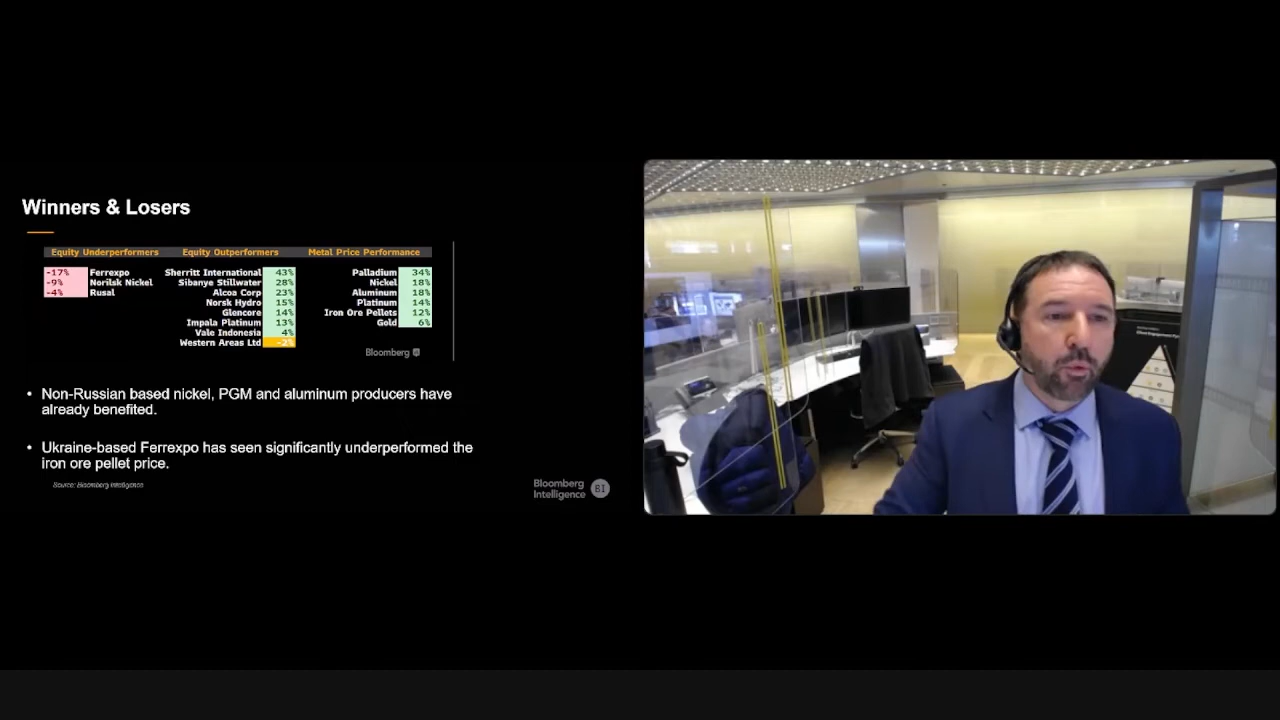 Winners & Losers
Equity Underperformers Equity Outperformers Metal Price Performance
-17% Ferrexpo Sherritt International 43% Palladium 34%
-9% Norilsk Nickel Sibanye Stillwater 28% Nickel 18%
-4% Rusal Alcoa Corp 23% Aluminum 18%
Norsk Hydro 15% Platinum 14%
Glencore 14% Iron Ore Pellets 12%
Impala Platinum 13% Gold 6%
Vale Indonesia 4%
Western Areas Ltd -2%
Bloomberg BI
• Non-Russian based nickel, PGM and aluminum producers have
already benefited.
• Ukraine-based Ferrexpo has seen significantly underperformed the
iron ore pellet price.
Source: Bloomberg Intelligence
Bloomberg
Intelligence BI